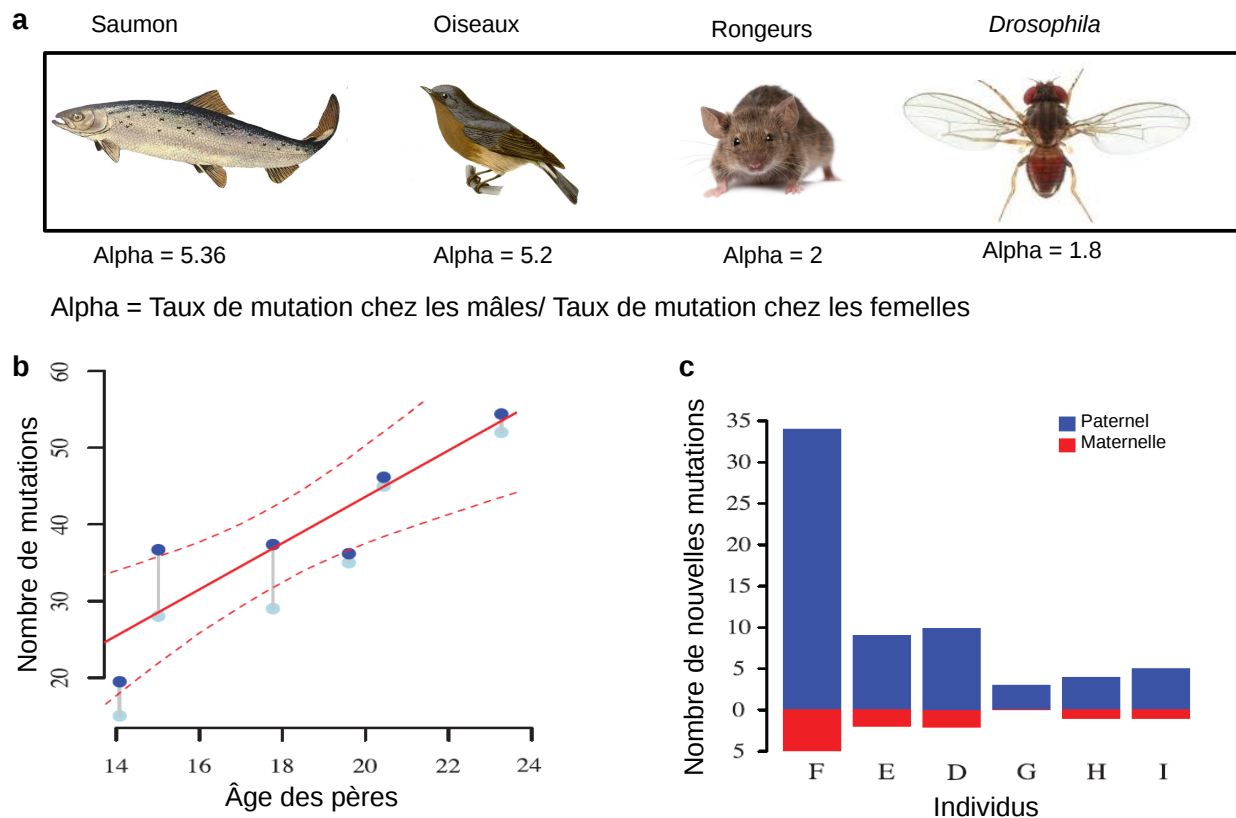 a
Saumon Oiseaux Rongeurs Drosophila
Alpha = 5.36 Alpha = 5.2 Alpha = 2 Alpha = 1.8
Alpha = Taux de mutation chez les mâles/ Taux de mutation chez les femelles
b
Nombre de mutations
60
50
40
30
20
14 16 18 20 22 24
Âge des pères
c
Nombre de nouvelles mutations
35
30
25
20
15
10
5
0
5
Paternel
Maternelle
F E D G H I
Individus